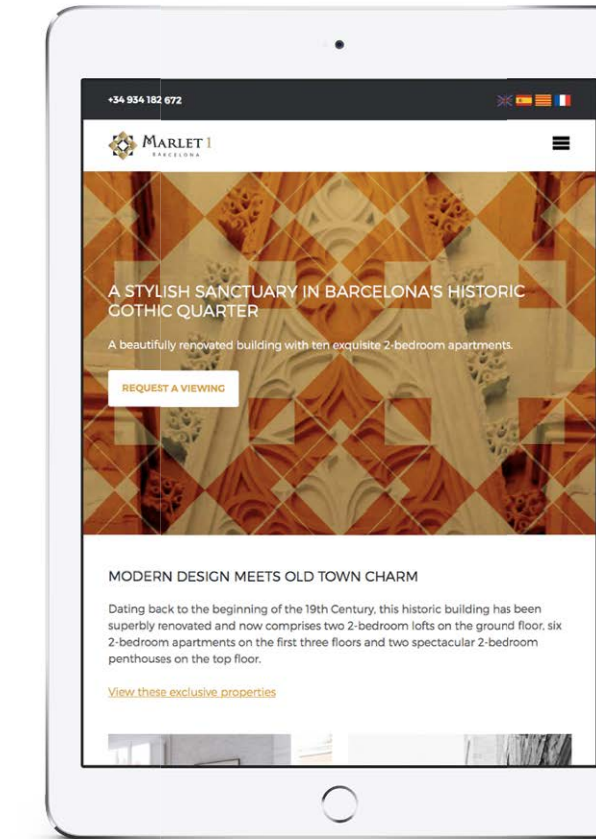 +34 934 182 672
MARLET 1
BARCELONA
A STYLISH SANCTUARY IN BARCELONA'S HISTORIC
GOTHIC QUARTER
A beautifully renovated building with ten exquisite 2-bedroom apartments.
REQUEST A VIEWING
MODERN DESIGN MEETS OLD TOWN CHARM
Dating back to the beginning of the 19th Century, this historic building has been
superbly renovated and now comprises two 2-bedroom lofts on the ground floor, six
2-bedroom apartments on the first three floors and two spectacular 2-bedroom
penthouses on the top floor.
View these exclusive properties